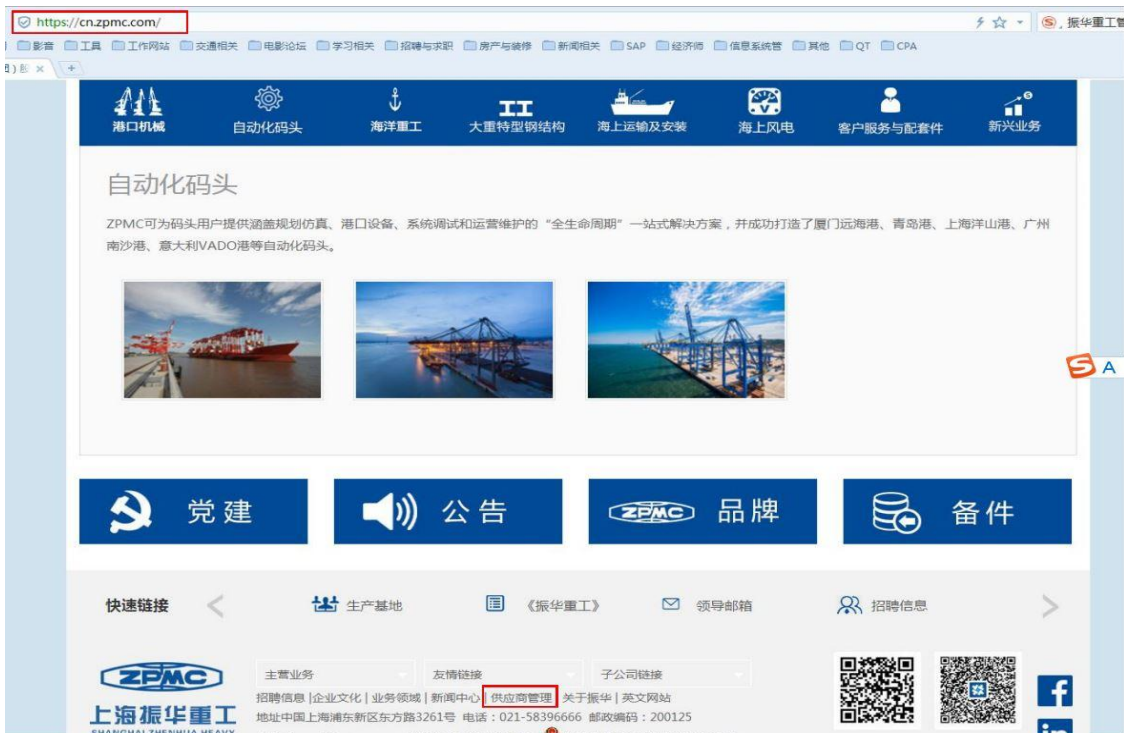 https://cn.zpmc.com/
振华重工管
影音 工具 工作网站 交通相关 电影论坛 学习相关 招聘与求职 房产与装修 新闻相关 SAP 经济师 信息系统管 其他 QT CPA
港口机械 自动化码头 海洋重工 大重特型钢结构 海上运输及安装 海上风电 客户服务与配套件 新兴业务
自动化码头
ZPMC可为码头用户提供涵盖规划仿真、港口设备、系统调试和运营维护的“全生命周期”一站式解决方案，并成功打造了厦门远海港、青岛港、上海洋山港、广州
南沙港、意大利VADO港等自动化码头。
A
党建 公告 ZPMC 品牌 备件
快速链接 生产基地 《振华重工》 领导邮箱 招聘信息
ZPMC
上海振华重工
SHANGHAI ZHENHUA HEAVY
主营业务 友情链接 子公司链接
招聘信息 |企业文化 | 业务领域 | 新闻中心 | 供应商管理 | 关于振华 | 英文网站
地址中国上海浦东新区东方路3261号 电话：021-58396666 邮政编码：200125
f
in